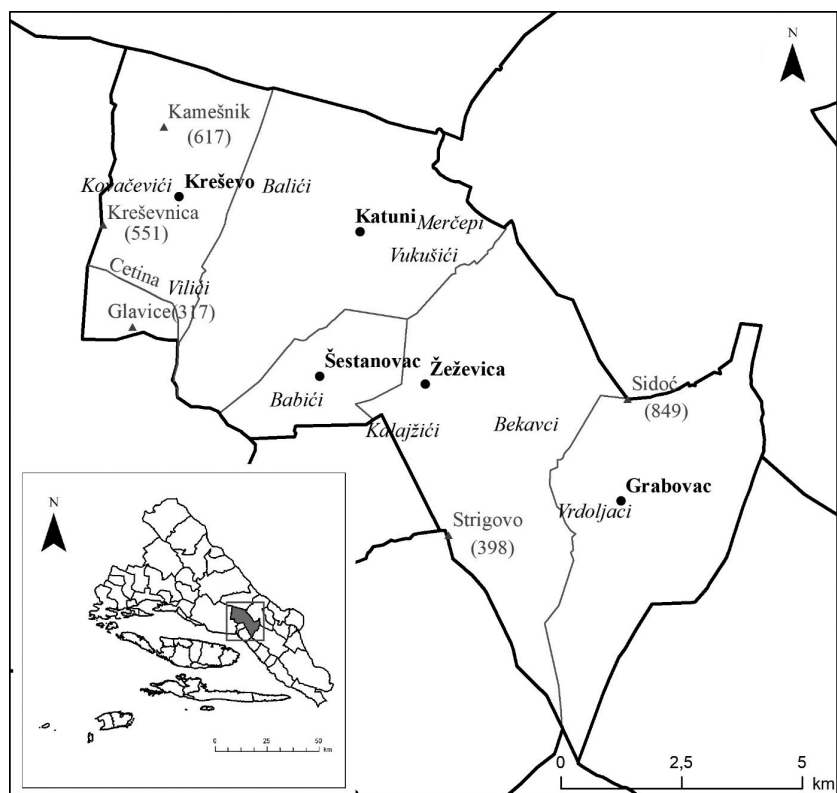 N
Kamešnik
(617)
Kovačevići
Kreševo
Balići
Kreševnica
(551)
Katuni
Merčepi
Vukušići
Cetina
Vilići
Glavice(317)
Šestanovac
Žeževica
Babići
Kalajžići
Bekavci
Sidoć
(849)
Grabovac
Vrdoljaci
Strigovo
(398)
N
0 25 50
km
0 2,5 5
km